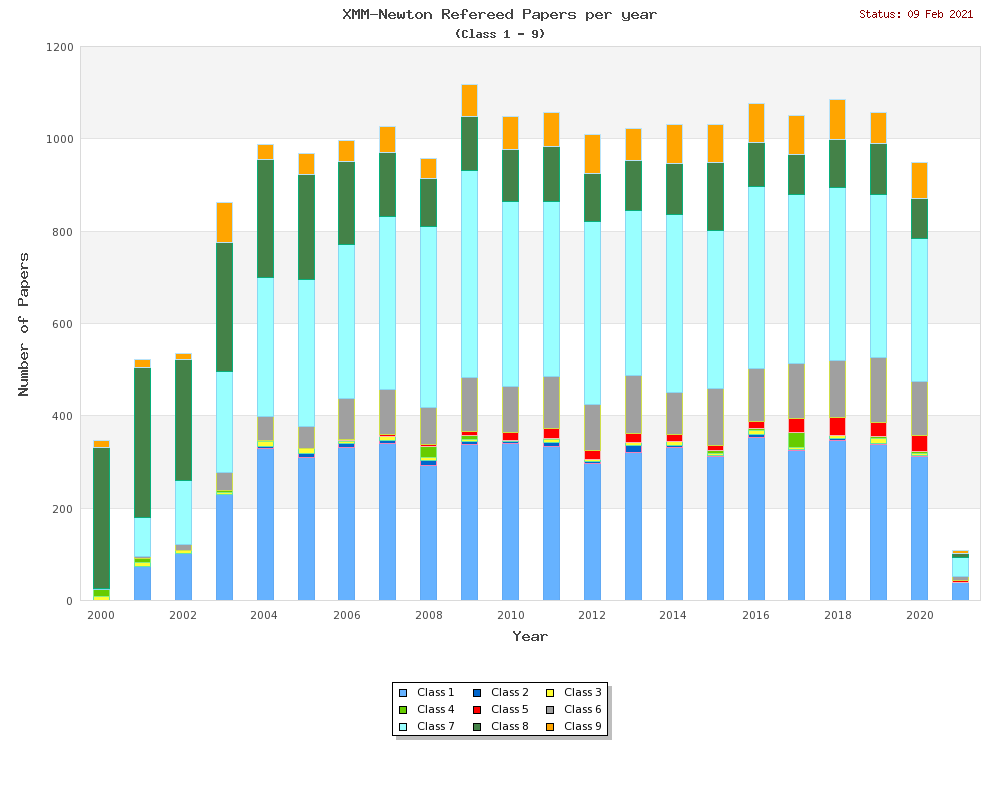 XMM-Newton Refereed Papers per year
Status: 09 Feb 2021
(Class 1 - 9)
1200
1000
800
600
400
200
0
Number of Papers
2000 2002 2004 2006 2008 2010 2012 2014 2016 2018 2020
Year
Class 1 Class 2 Class 3
Class 4 Class 5 Class 6
Class 7 Class 8 Class 9